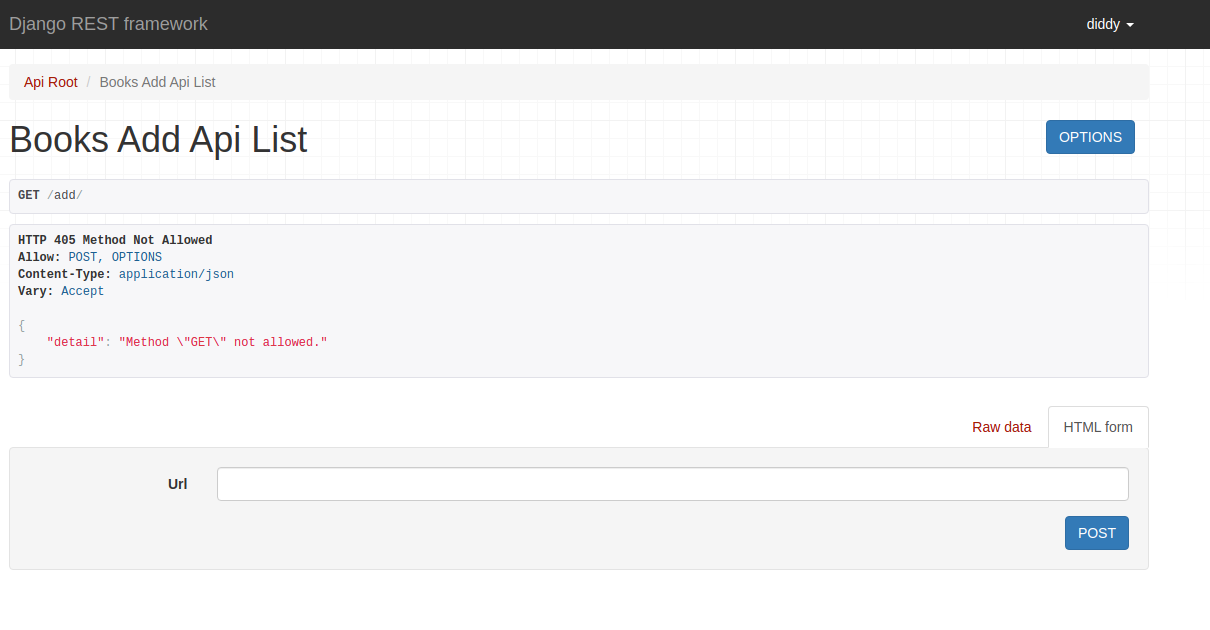 Django REST framework
diddy
Api Root / Books Add Api List
Books Add Api List
OPTIONS
GET /add/
HTTP 405 Method Not Allowed
Allow: POST, OPTIONS
Content-Type: application/json
Vary: Accept
{
    "detail": "Method \"GET\" not allowed."
}
Raw data
HTML form
Url
POST